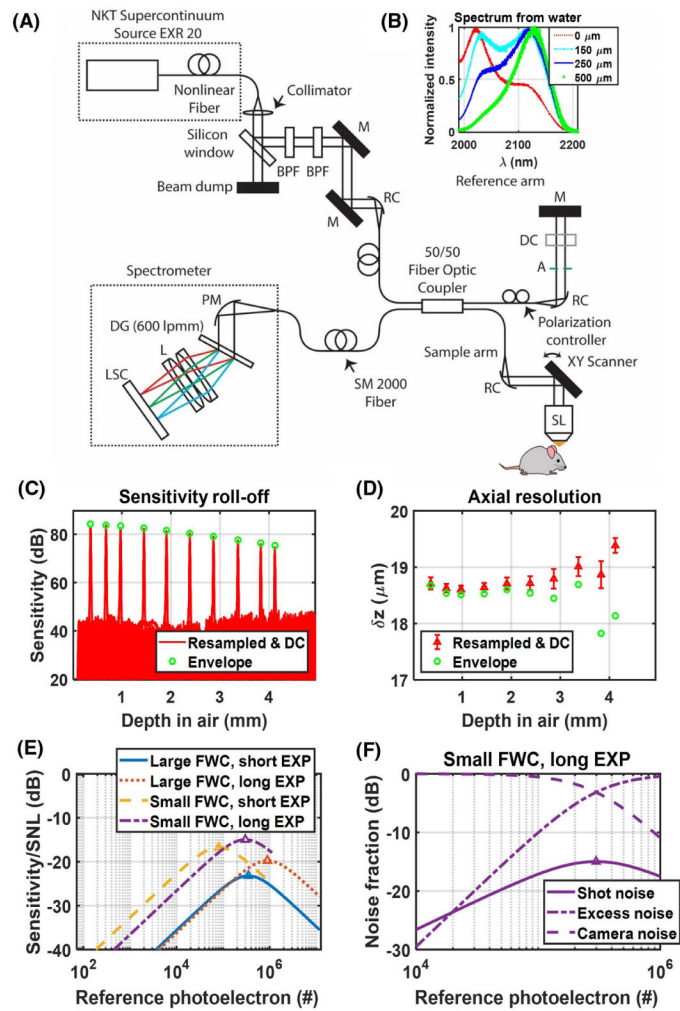 (A)
NKT Supercontinuum
Source EXR 20
Nonlinear
Fiber
Collimator
Silicon
window
BPF BPF
M
Beam dump
M
RC
(B)
Spectrum from water
Normalized intensity
1
0.5
0
0 μm
150 μm
250 μm
500 μm
2000 2100 2200
λ (nm)
Reference arm
M
DC
A
RC
50/50
Fiber Optic
Coupler
Polarization
controller
Spectrometer
PM
DG (600 lpmm)
L
LSC
SM 2000
Fiber
Sample arm
RC
XY Scanner
SL
(C)
Sensitivity roll-off
Sensitivity (dB)
80
60
40
20
Resampled & DC
Envelope
1 2 3 4
Depth in air (mm)
(D)
Axial resolution
δz (μm)
20
19
18
17
Resampled & DC
Envelope
1 2 3 4
Depth in air (mm)
(E)
Large FWC, short EXP
Large FWC, long EXP
Small FWC, short EXP
Small FWC, long EXP
Sensitivity/SNL (dB)
0
-10
-20
-30
-40
10² 10⁴ 10⁶
Reference photoelectron (#)
(F)
Small FWC, long EXP
Noise fraction (dB)
0
-10
-20
-30
Shot noise
Excess noise
Camera noise
10⁴ 10⁶
Reference photoelectron (#)